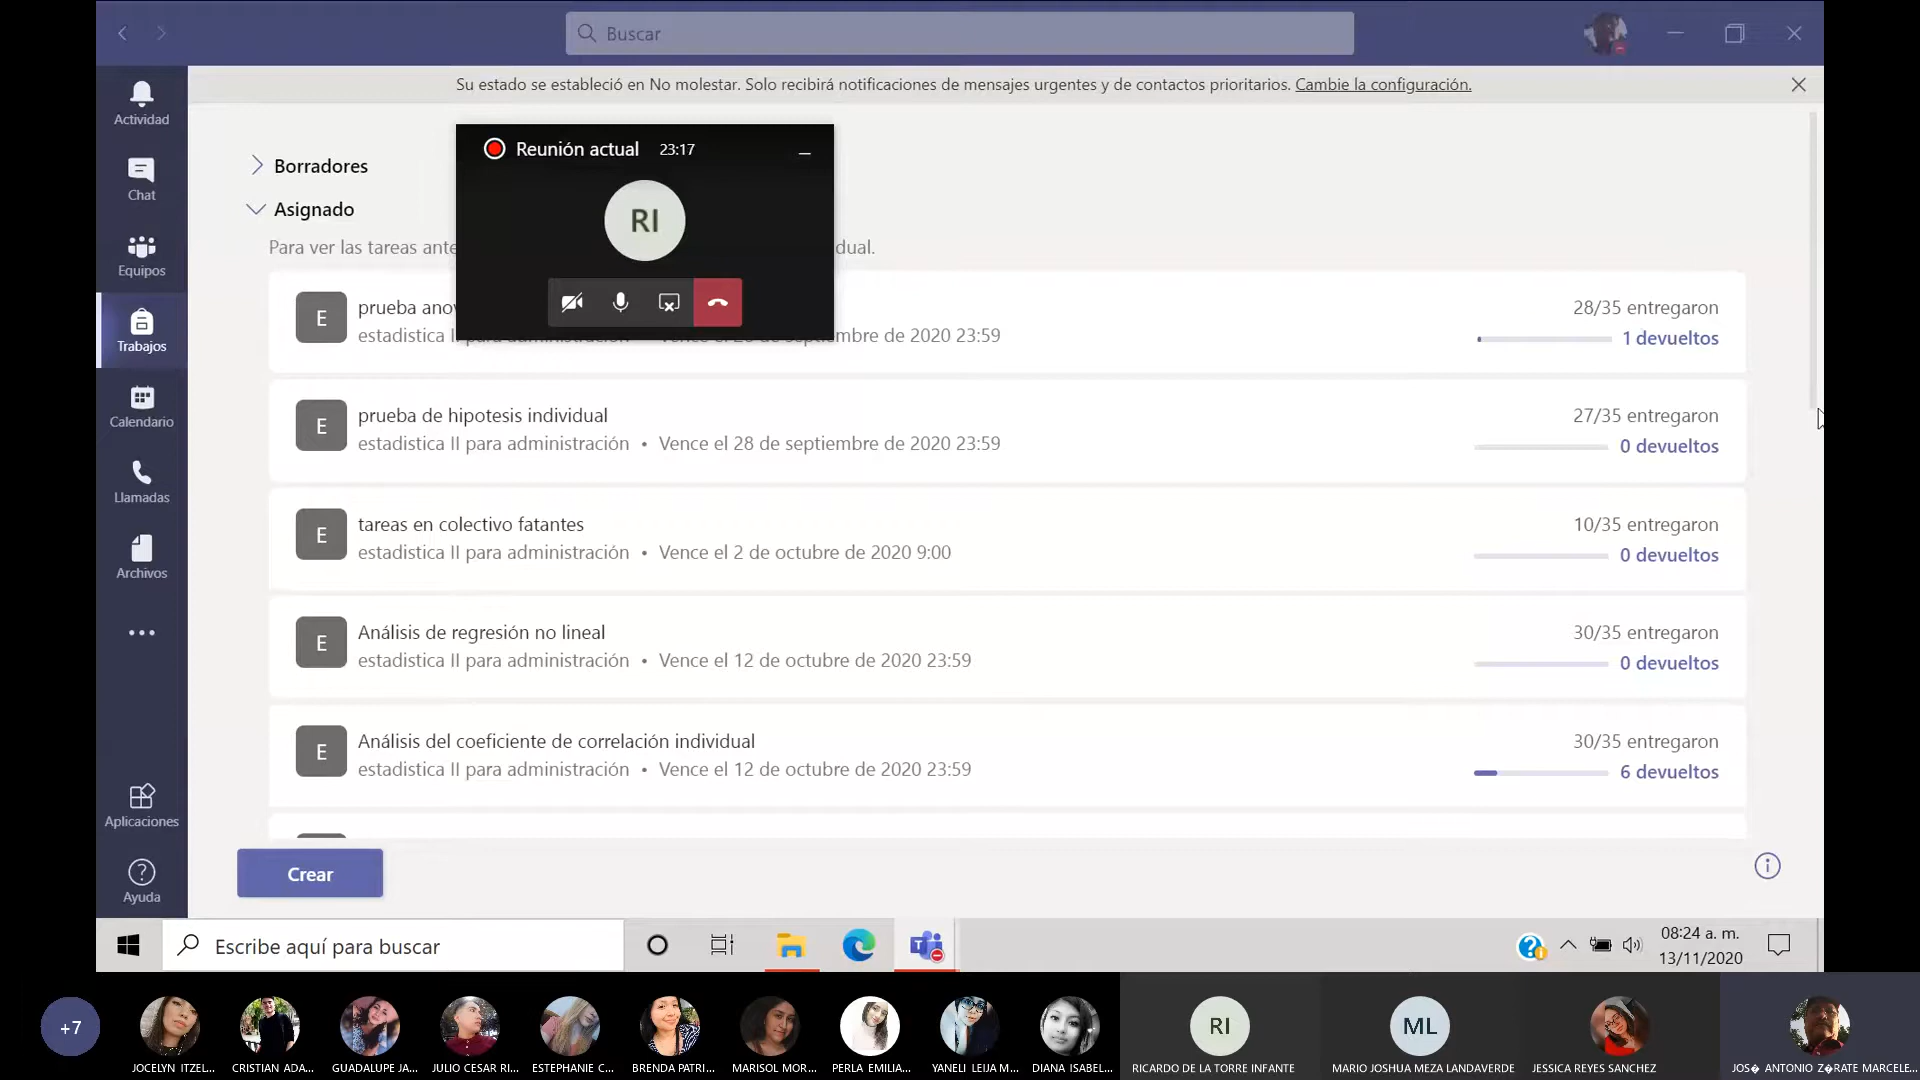 Buscar
Su estado se estableció en No molestar. Solo recibirá notificaciones de mensajes urgentes y de contactos prioritarios. Cambie la configuración.
Actividad
Chat
Equipos
Trabajos
Calendario
Llamadas
Archivos
Aplicaciones
Ayuda
Borradores
Asignado
Reunión actual 23:17
RI
Para ver las tareas ante
dual.
E
prueba
28/35 entregaron
estadistica II para administración • Vence el 28 de septiembre de 2020 23:59
1 devueltos
E
prueba de hipotesis individual
27/35 entregaron
estadistica II para administración • Vence el 28 de septiembre de 2020 23:59
0 devueltos
E
tareas en colectivo fatantes
10/35 entregaron
estadistica II para administración • Vence el 2 de octubre de 2020 9:00
0 devueltos
E
Análisis de regresión no lineal
30/35 entregaron
estadistica II para administración • Vence el 12 de octubre de 2020 23:59
0 devueltos
E
Análisis del coeficiente de correlación individual
30/35 entregaron
estadistica II para administración • Vence el 12 de octubre de 2020 23:59
6 devueltos
Crear
Escribe aquí para buscar
08:24 a. m.
13/11/2020
+7
RI
ML
JOCELYN ITZEL...
CRISTIAN ADA...
GUADALUPE JA...
JULIO CESAR RI...
ESTEPHANIE C...
BRENDA PATRI...
MARISOL MOR...
PERLA EMILIA...
YANELI LEIJA M...
DIANA ISABEL...
RICARDO DE LA TORRE INFANTE
MARIO JOSHUA MEZA LANDAVERDE
JESSICA REYES SANCHEZ
JOS� ANTONIO Z�RATE MARCELE...